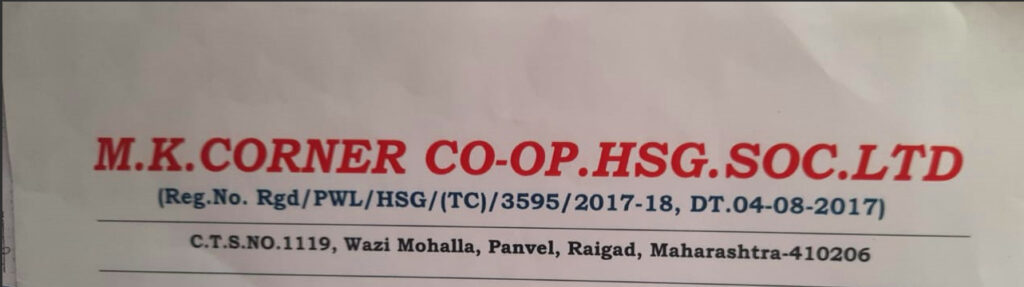 M.K.CORNER CO-OP.HSG.SOC.LTD
(Reg.No. Rgd/PWL/HSG/(TC)/3595/2017-18, DT.04-08-2017)
C.T.S.NO.1119, Wazi Mohalla, Panvel, Raigad, Maharashtra-410206